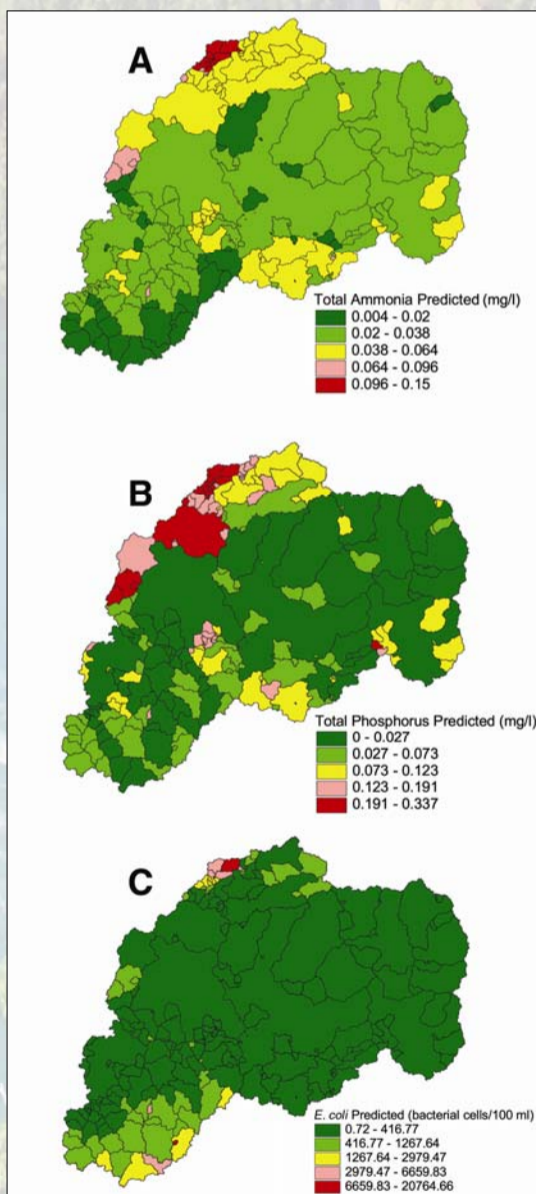 A
Total Ammonia Predicted (mg/l)
0.004 - 0.02
0.02 - 0.038
0.038 - 0.064
0.064 - 0.096
0.096 - 0.15
B
Total Phosphorus Predicted (mg/l)
0 - 0.027
0.027 - 0.073
0.073 - 0.123
0.123 - 0.191
0.191 - 0.337
C
E. coli Predicted (bacterial cells/100 ml)
0.72 - 416.77
416.77 - 1267.64
1267.64 - 2979.47
2979.47 - 6659.83
6659.83 - 20764.66